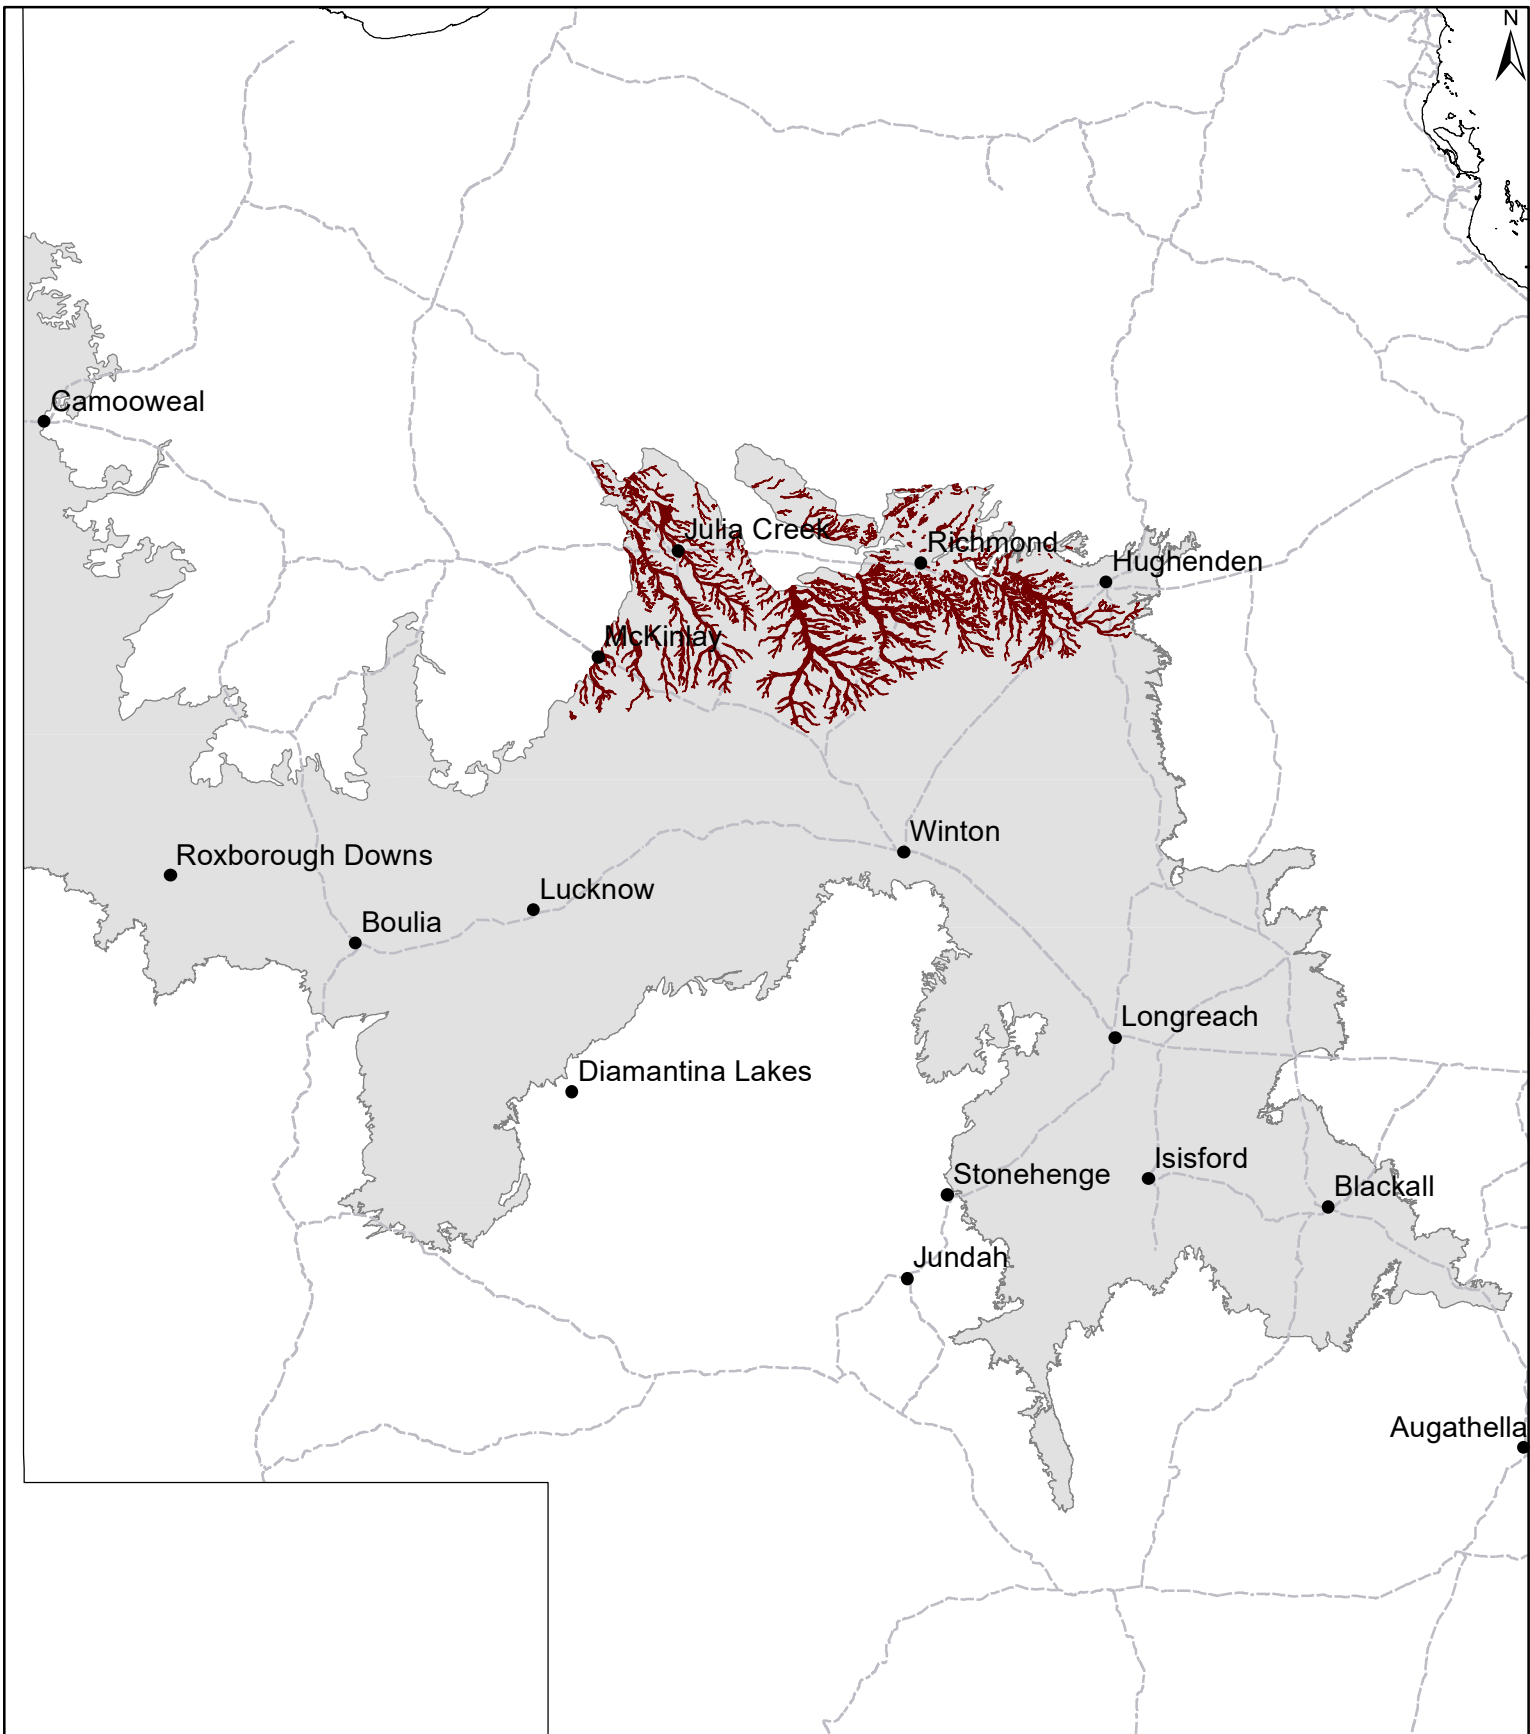 N
Camooweal
Julia Creek
Richmond
Hughenden
McKinlay
Winton
Roxborough Downs
Lucknow
Boulia
Longreach
Diamantina Lakes
Isisford
Stonehenge
Blackall
Jundah
Augathella